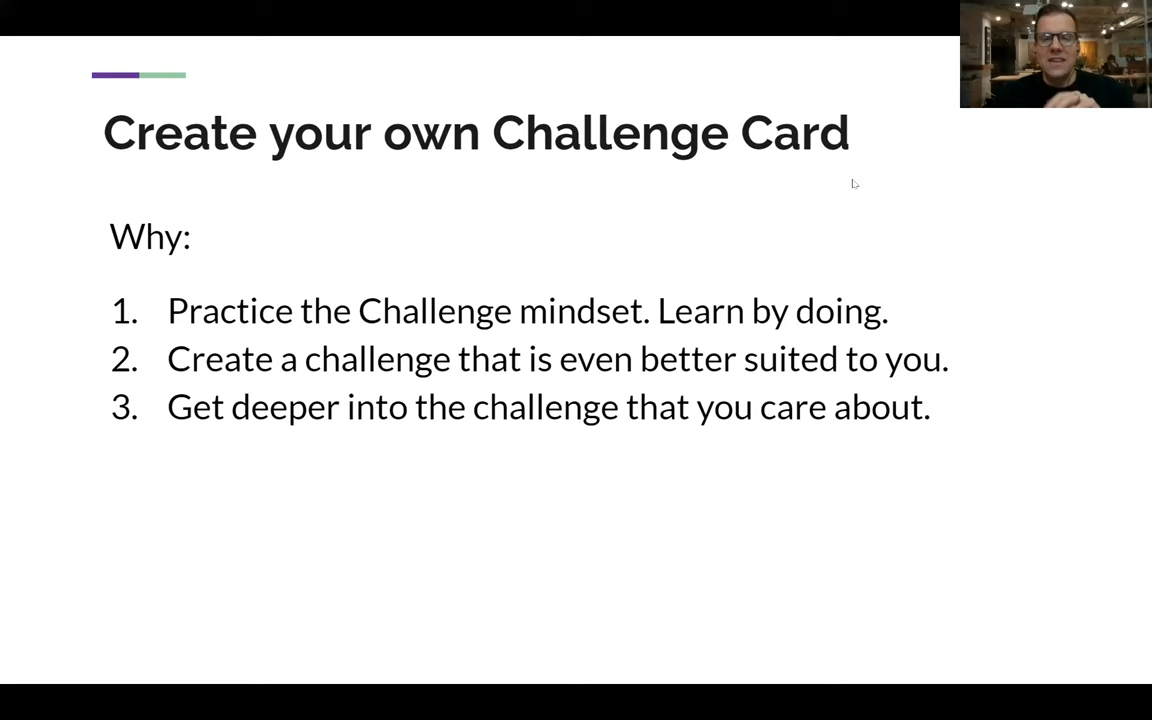 Create your own Challenge Card
Why:
1. Practice the Challenge mindset. Learn by doing.
2. Create a challenge that is even better suited to you.
3. Get deeper into the challenge that you care about.